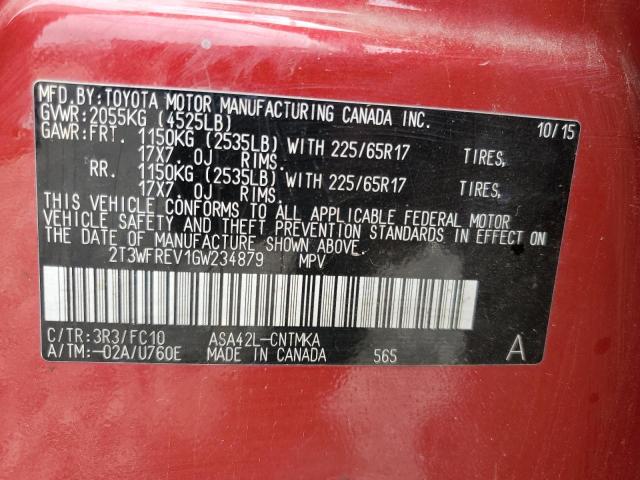 MFD.BY:TOYOTA MOTOR MANUFACTURING CANADA INC.
GVWR:2055KG (4525LB) 10/15
GAWR:FRT. 1150KG (2535LB) WITH 225/65R17 TIRES,
17X7. 0J RIMS.
RR. 1150KG (2535LB) WITH 225/65R17 TIRES,
17X7. 0J RIMS.
THIS VEHICLE CONFORMS TO ALL APPLICABLE FEDERAL MOTOR
VEHICLE SAFETY AND THEFT PREVENTION STANDARDS IN EFFECT ON
THE DATE OF MANUFACTURE SHOWN ABOVE.
2T3WFREV1GW234879 MPV
C/TR:3R3/FC10 ASA42L-CNTMKA
A/TM:-02A/U760E MADE IN CANADA 565 A